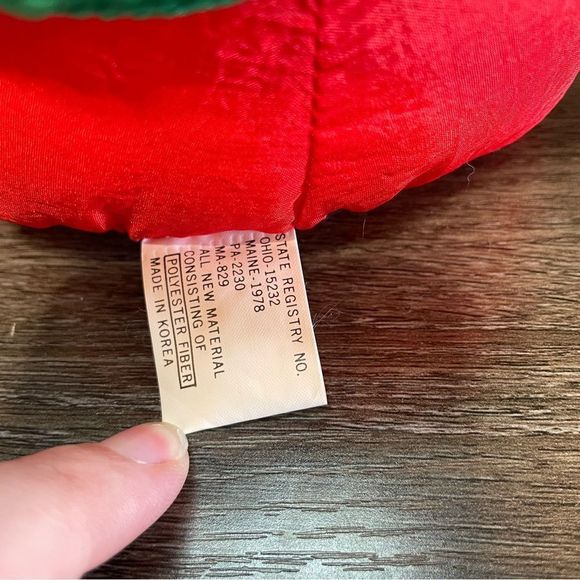 STATE REGISTRY NO.
OHIO-15232
MAINE-1978
PA-2230
MA-829
ALL NEW MATERIAL
CONSISTING OF
POLYESTER FIBER
MADE IN KOREA